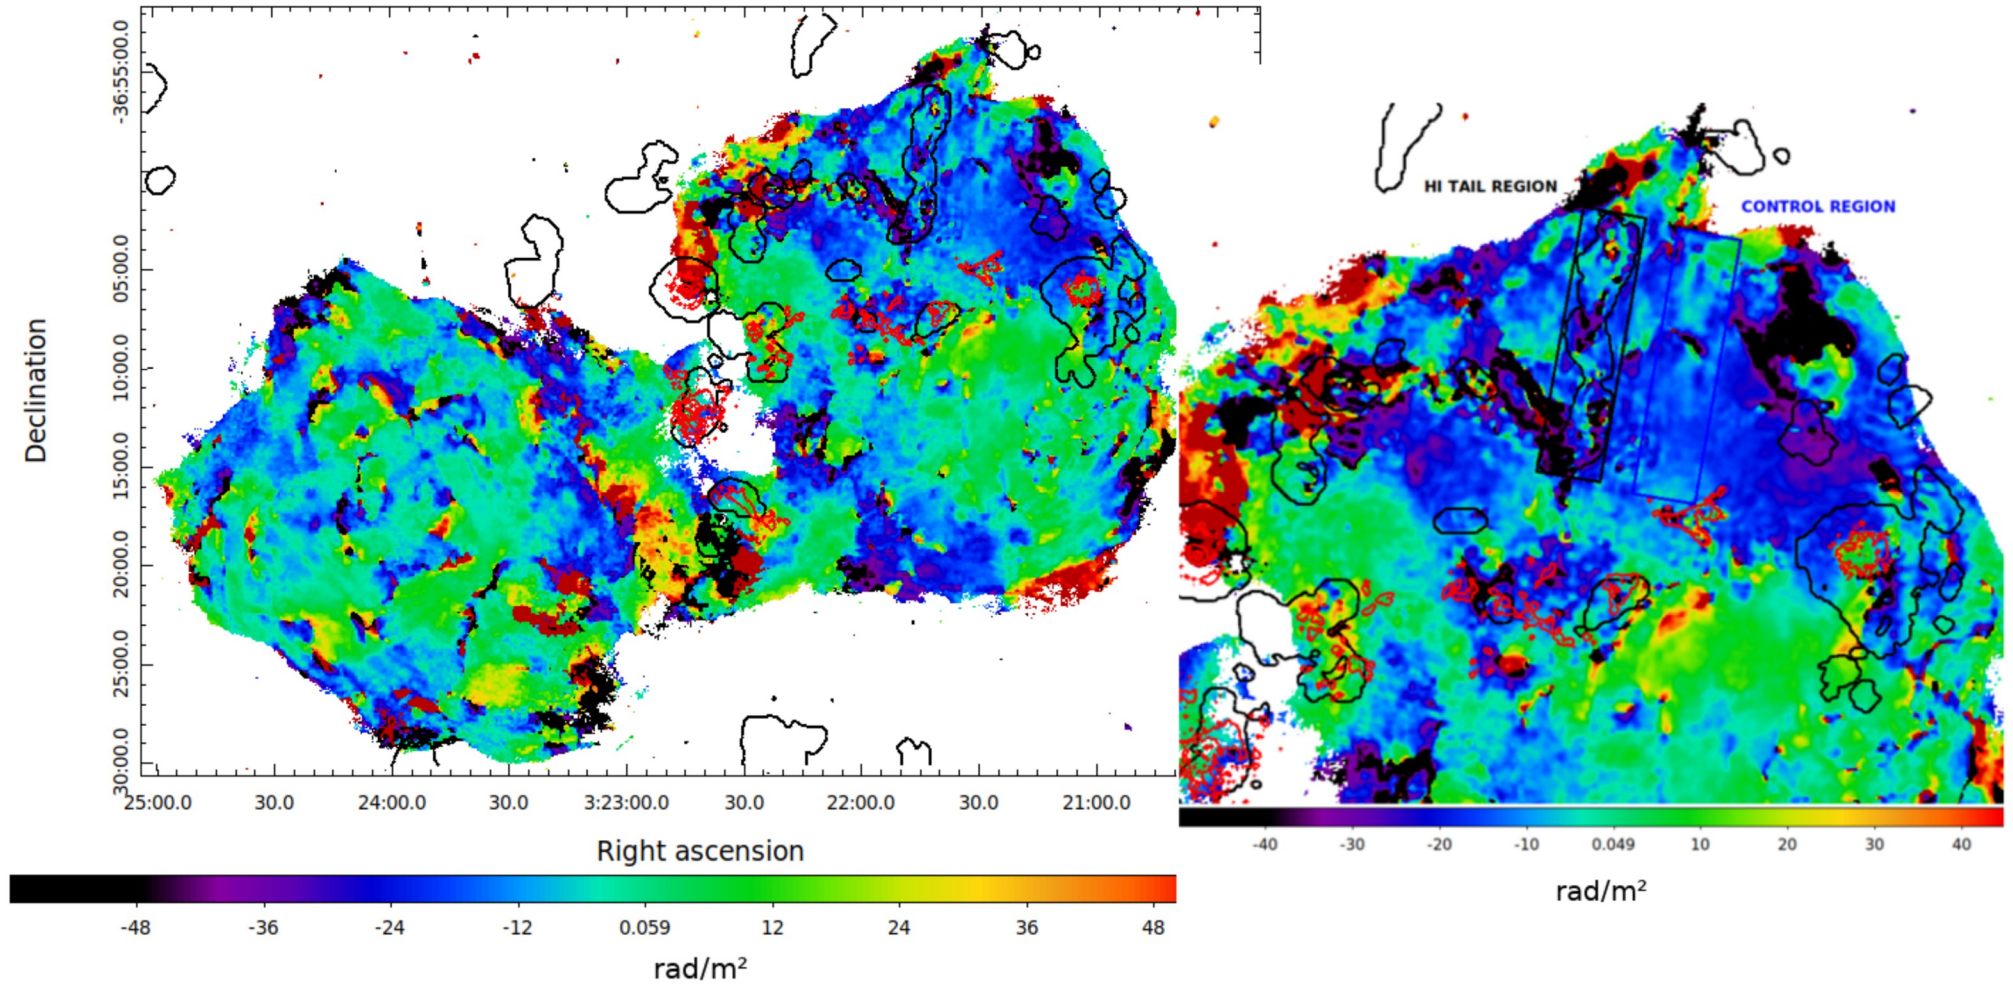 -36:55:00.0
05:00.0
10:00.0
15:00.0
20:00.0
25:00.0
30:00.0
Declination
25:00.0 30.0 24:00.0 30.0 3:23:00.0 30.0 22:00.0 30.0 21:00.0
Right ascension
-48 -36 -24 -12 0.059 12 24 36 48
rad/m²
HI TAIL REGION
CONTROL REGION
-40 -30 -20 -10 0.049 10 20 30 40
rad/m²